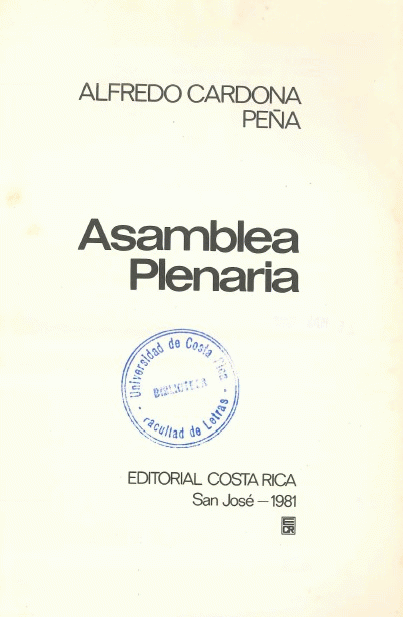 ALFREDO CARDONA
PEÑA
Asamblea
Plenaria
Universidad de Costa Rica
BIBLIOTECA
Facultad de Letras
EDITORIAL COSTA RICA
San José – 1981
ECR